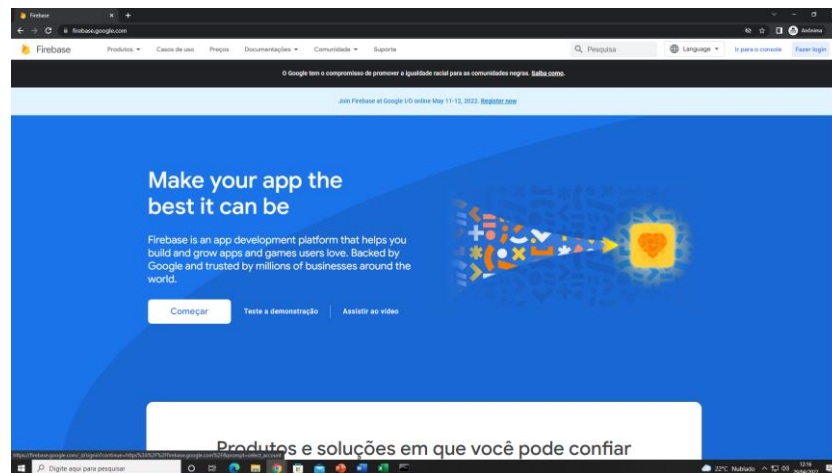 Firebase
firebase.google.com
Anônima
Firebase
Produtos
Casos de uso
Preços
Documentações
Comunidade
Suporte
Pesquisa
Language
Ir para o console
Fazer login
O Google tem o compromisso de promover a igualdade racial para as comunidades negras. Saiba como.
Join Firebase at Google I/O online May 11-12, 2022. Register now
Make your app the
best it can be
Firebase is an app development platform that helps you
build and grow apps and games users love. Backed by
Google and trusted by millions of businesses around the
world.
Começar
Teste a demonstração
Assistir ao vídeo
Produtos e soluções em que você pode confiar
Digite aqui para pesquisar
22°C Nublado
12:16